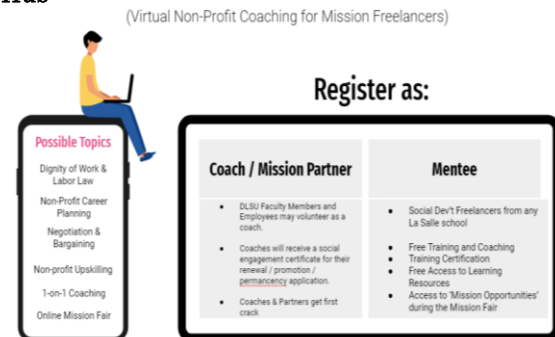 (Virtual Non-Profit Coaching for Mission Freelancers)
Register as:
Possible Topics
Dignity of Work &
Labor Law
Non-Profit Career
Planning
Negotiation &
Bargaining
Non-profit Upskilling
1-on-1 Coaching
Online Mission Fair
Coach / Mission Partner
DLSU Faculty Members and
Employees may volunteer as a
coach.
Coaches will receive a social
engagement certificate for their
renewal / promotion /
permanency application.
Coaches & Partners get first
crack
Mentee
Social Dev't Freelancers from any
La Salle school
Free Training and Coaching
Training Certification
Free Access to Learning
Resources
Access to 'Mission Opportunities'
during the Mission Fair